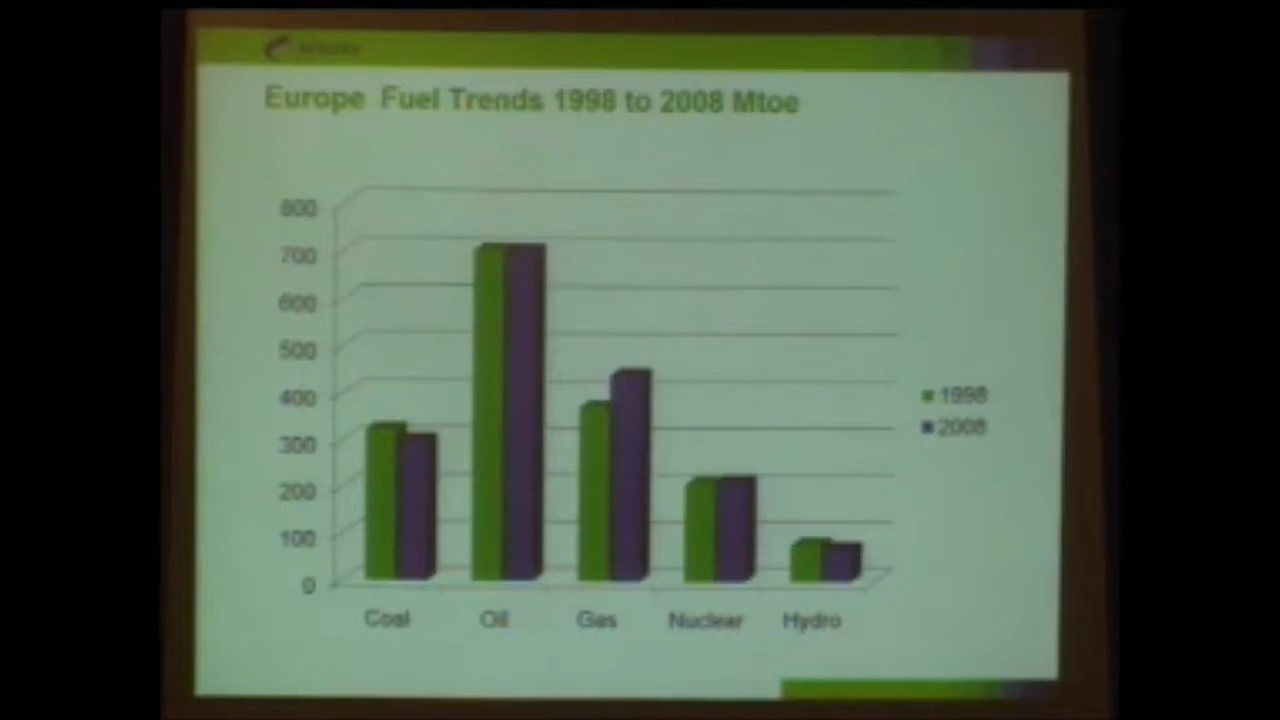 Europe Fuel Trends 1998 to 2008 Mtoe
800
700
600
500
400
300
200
100
0
Coal
Oil
Gas
Nuclear
Hydro
1998
2008